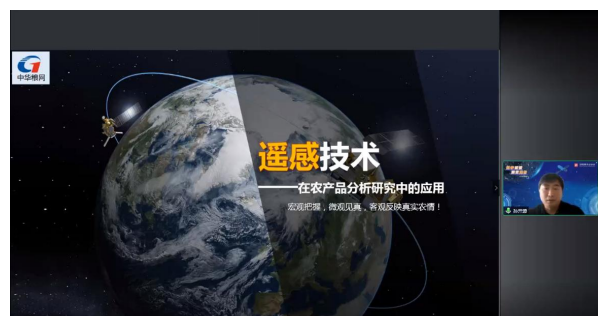 中华粮网
遥感技术
——在农产品分析研究中的应用
宏观把握，微观见真，客观反映真实农情！